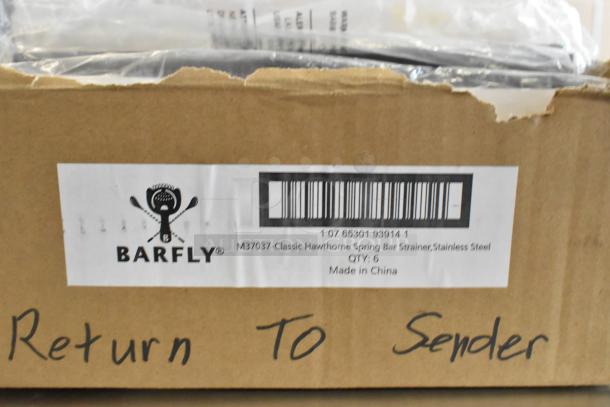 BARFLY®
1 07 65301 93914 1
M37037-Classic Hawthorne Spring Bar Strainer,Stainless Steel
QTY: 6
Made in China
Return To Sender